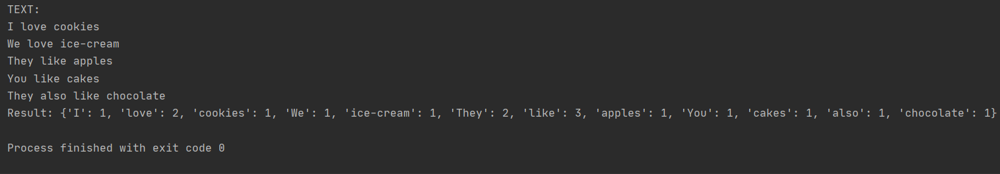 TEXT:
I love cookies
We love ice-cream
They like apples
You like cakes
They also like chocolate
Result: {'I': 1, 'love': 2, 'cookies': 1, 'We': 1, 'ice-cream': 1, 'They': 2, 'like': 3, 'apples': 1, 'You': 1, 'cakes': 1, 'also': 1, 'chocolate': 1}
Process finished with exit code 0